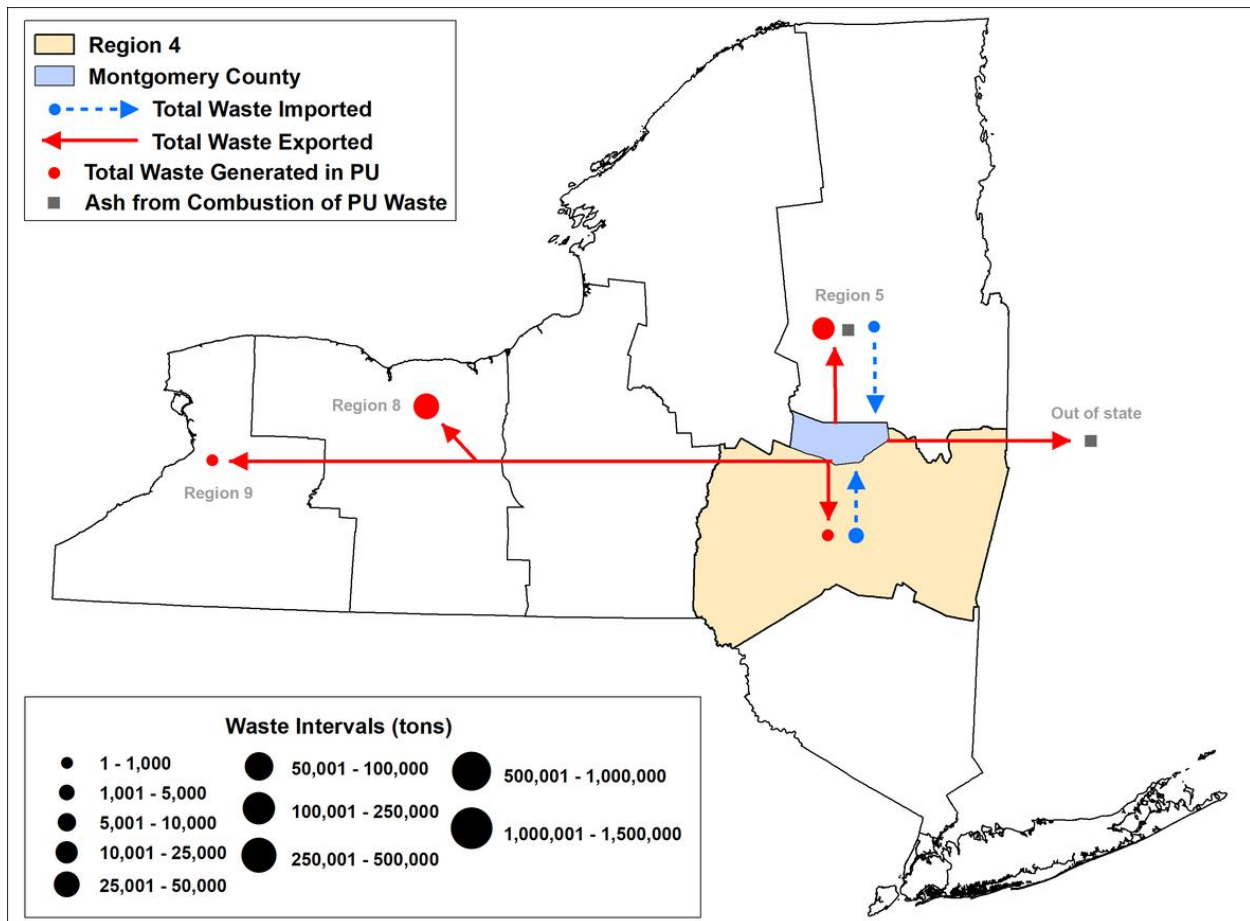 Region 4
Montgomery County
Total Waste Imported
Total Waste Exported
Total Waste Generated in PU
Ash from Combustion of PU Waste
Region 5
Region 8
Out of state
Region 9
Waste Intervals (tons)
1 - 1,000
1,001 - 5,000
5,001 - 10,000
10,001 - 25,000
25,001 - 50,000
50,001 - 100,000
100,001 - 250,000
250,001 - 500,000
500,001 - 1,000,000
1,000,001 - 1,500,000